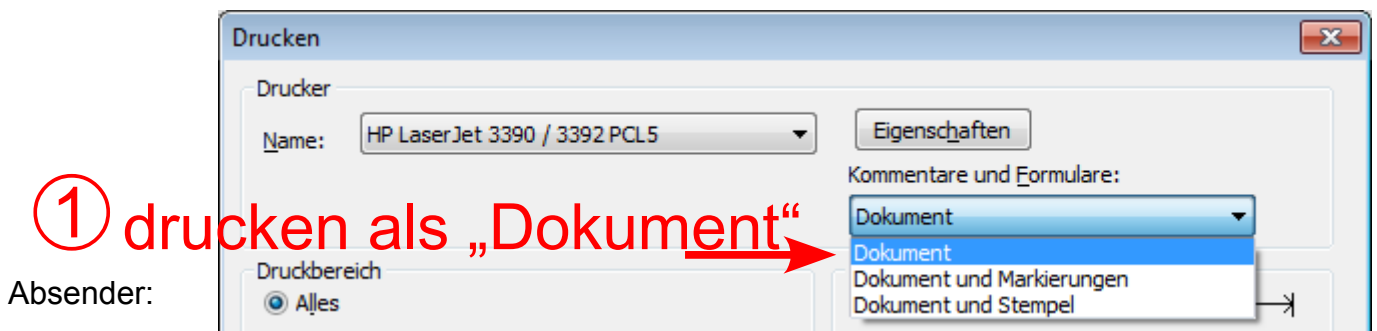 Drucken
Drucker
Name: HP LaserJet 3390 / 3392 PCL5 Eigenschaften
Kommentare und Formulare:
① drucken als „Dokument“ Dokument
Dokument
Druckbereich Dokument und Markierungen
Absender: Alles Dokument und Stempel